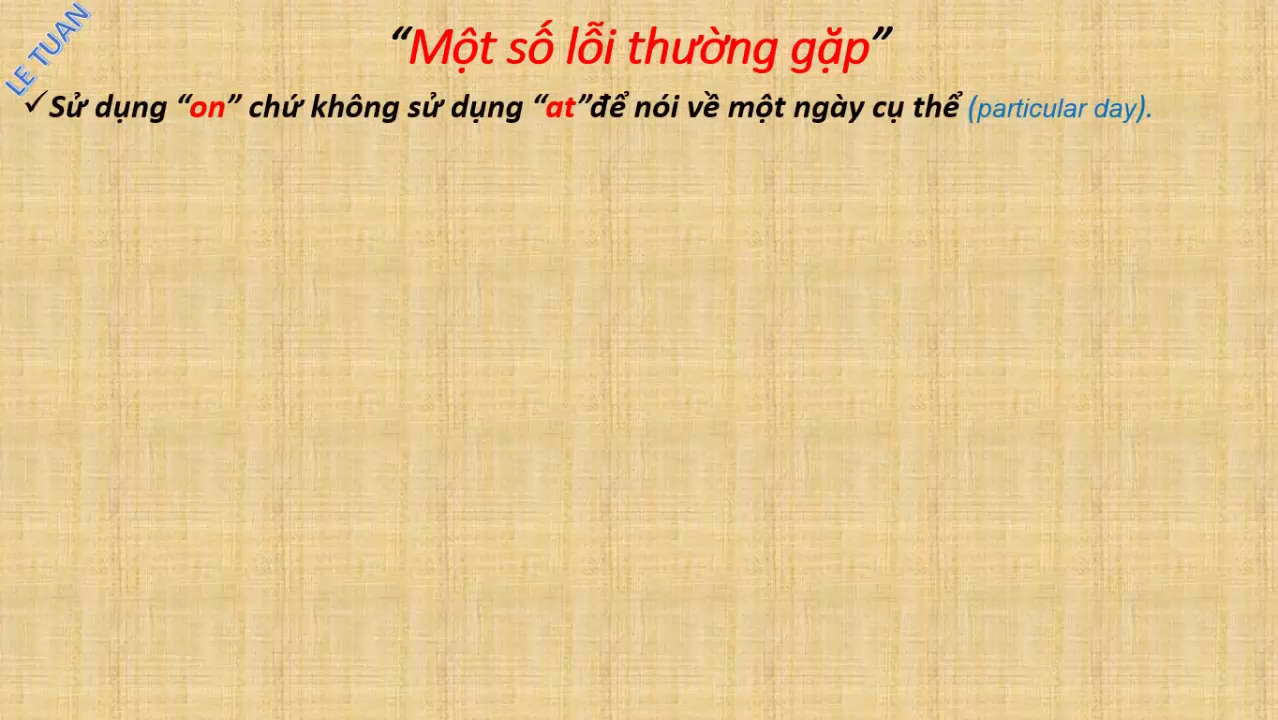 LE TUAN
“Một số lỗi thường gặp”
✓Sử dụng “on” chứ không sử dụng “at”để nói về một ngày cụ thể (particular day).